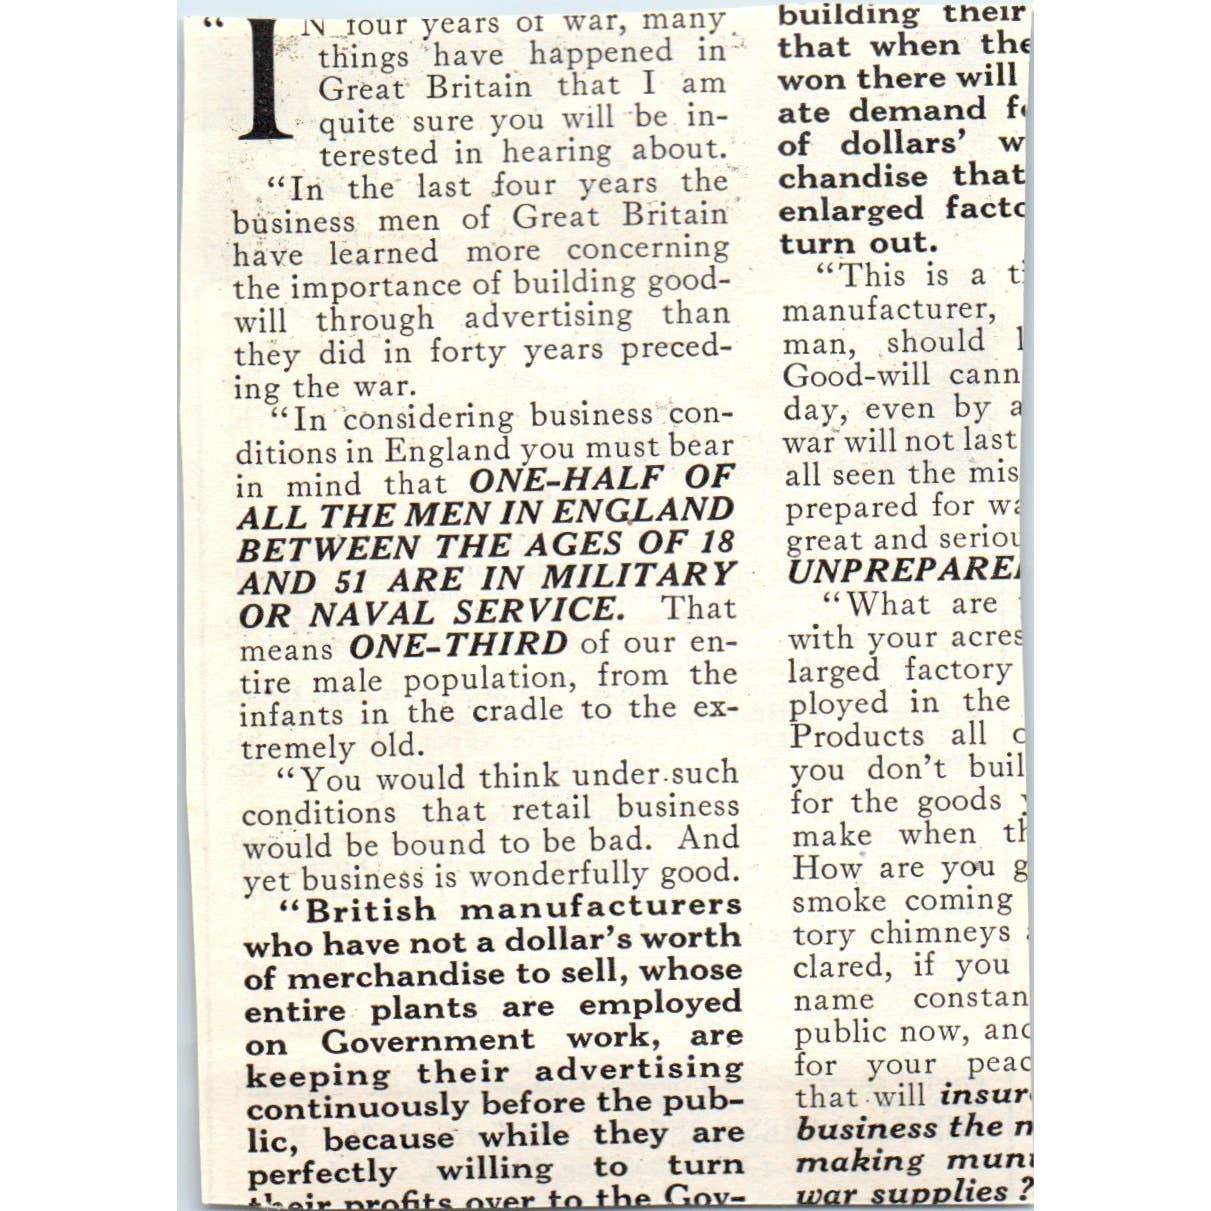 “IN four years of war, many
things have happened in
Great Britain that I am
quite sure you will be in-
terested in hearing about.
“In the last four years the
business men of Great Britain
have learned more concerning
the importance of building good-
will through advertising than
they did in forty years preced-
ing the war.
“In considering business con-
ditions in England you must bear
in mind that ONE-HALF OF
ALL THE MEN IN ENGLAND
BETWEEN THE AGES OF 18
AND 51 ARE IN MILITARY
OR NAVAL SERVICE. That
means ONE-THIRD of our en-
tire male population, from the
infants in the cradle to the ex-
tremely old.
“You would think under such
conditions that retail business
would be bound to be bad. And
yet business is wonderfully good.
“British manufacturers
who have not a dollar’s worth
of merchandise to sell, whose
entire plants are employed
on Government work, are
keeping their advertising
continuously before the pub-
lic, because while they are
perfectly willing to turn
their profits over to the Gov-
building their
that when the
won there will
ate demand
of dollars’
chandise that
enlarged
turn out.
“This is a
manufacturer,
man, should
Good-will
day, even by
war will not last
all seen the
prepared for
great and
UNPREPARE
“What are
with your acres
larged factory
ployed in the
Products all
you don’t
for the goods
make when
How are you
smoke coming
tory chimneys
clared, if you
name constan
public now,
for your
that will insur
business the
making
war supplies?